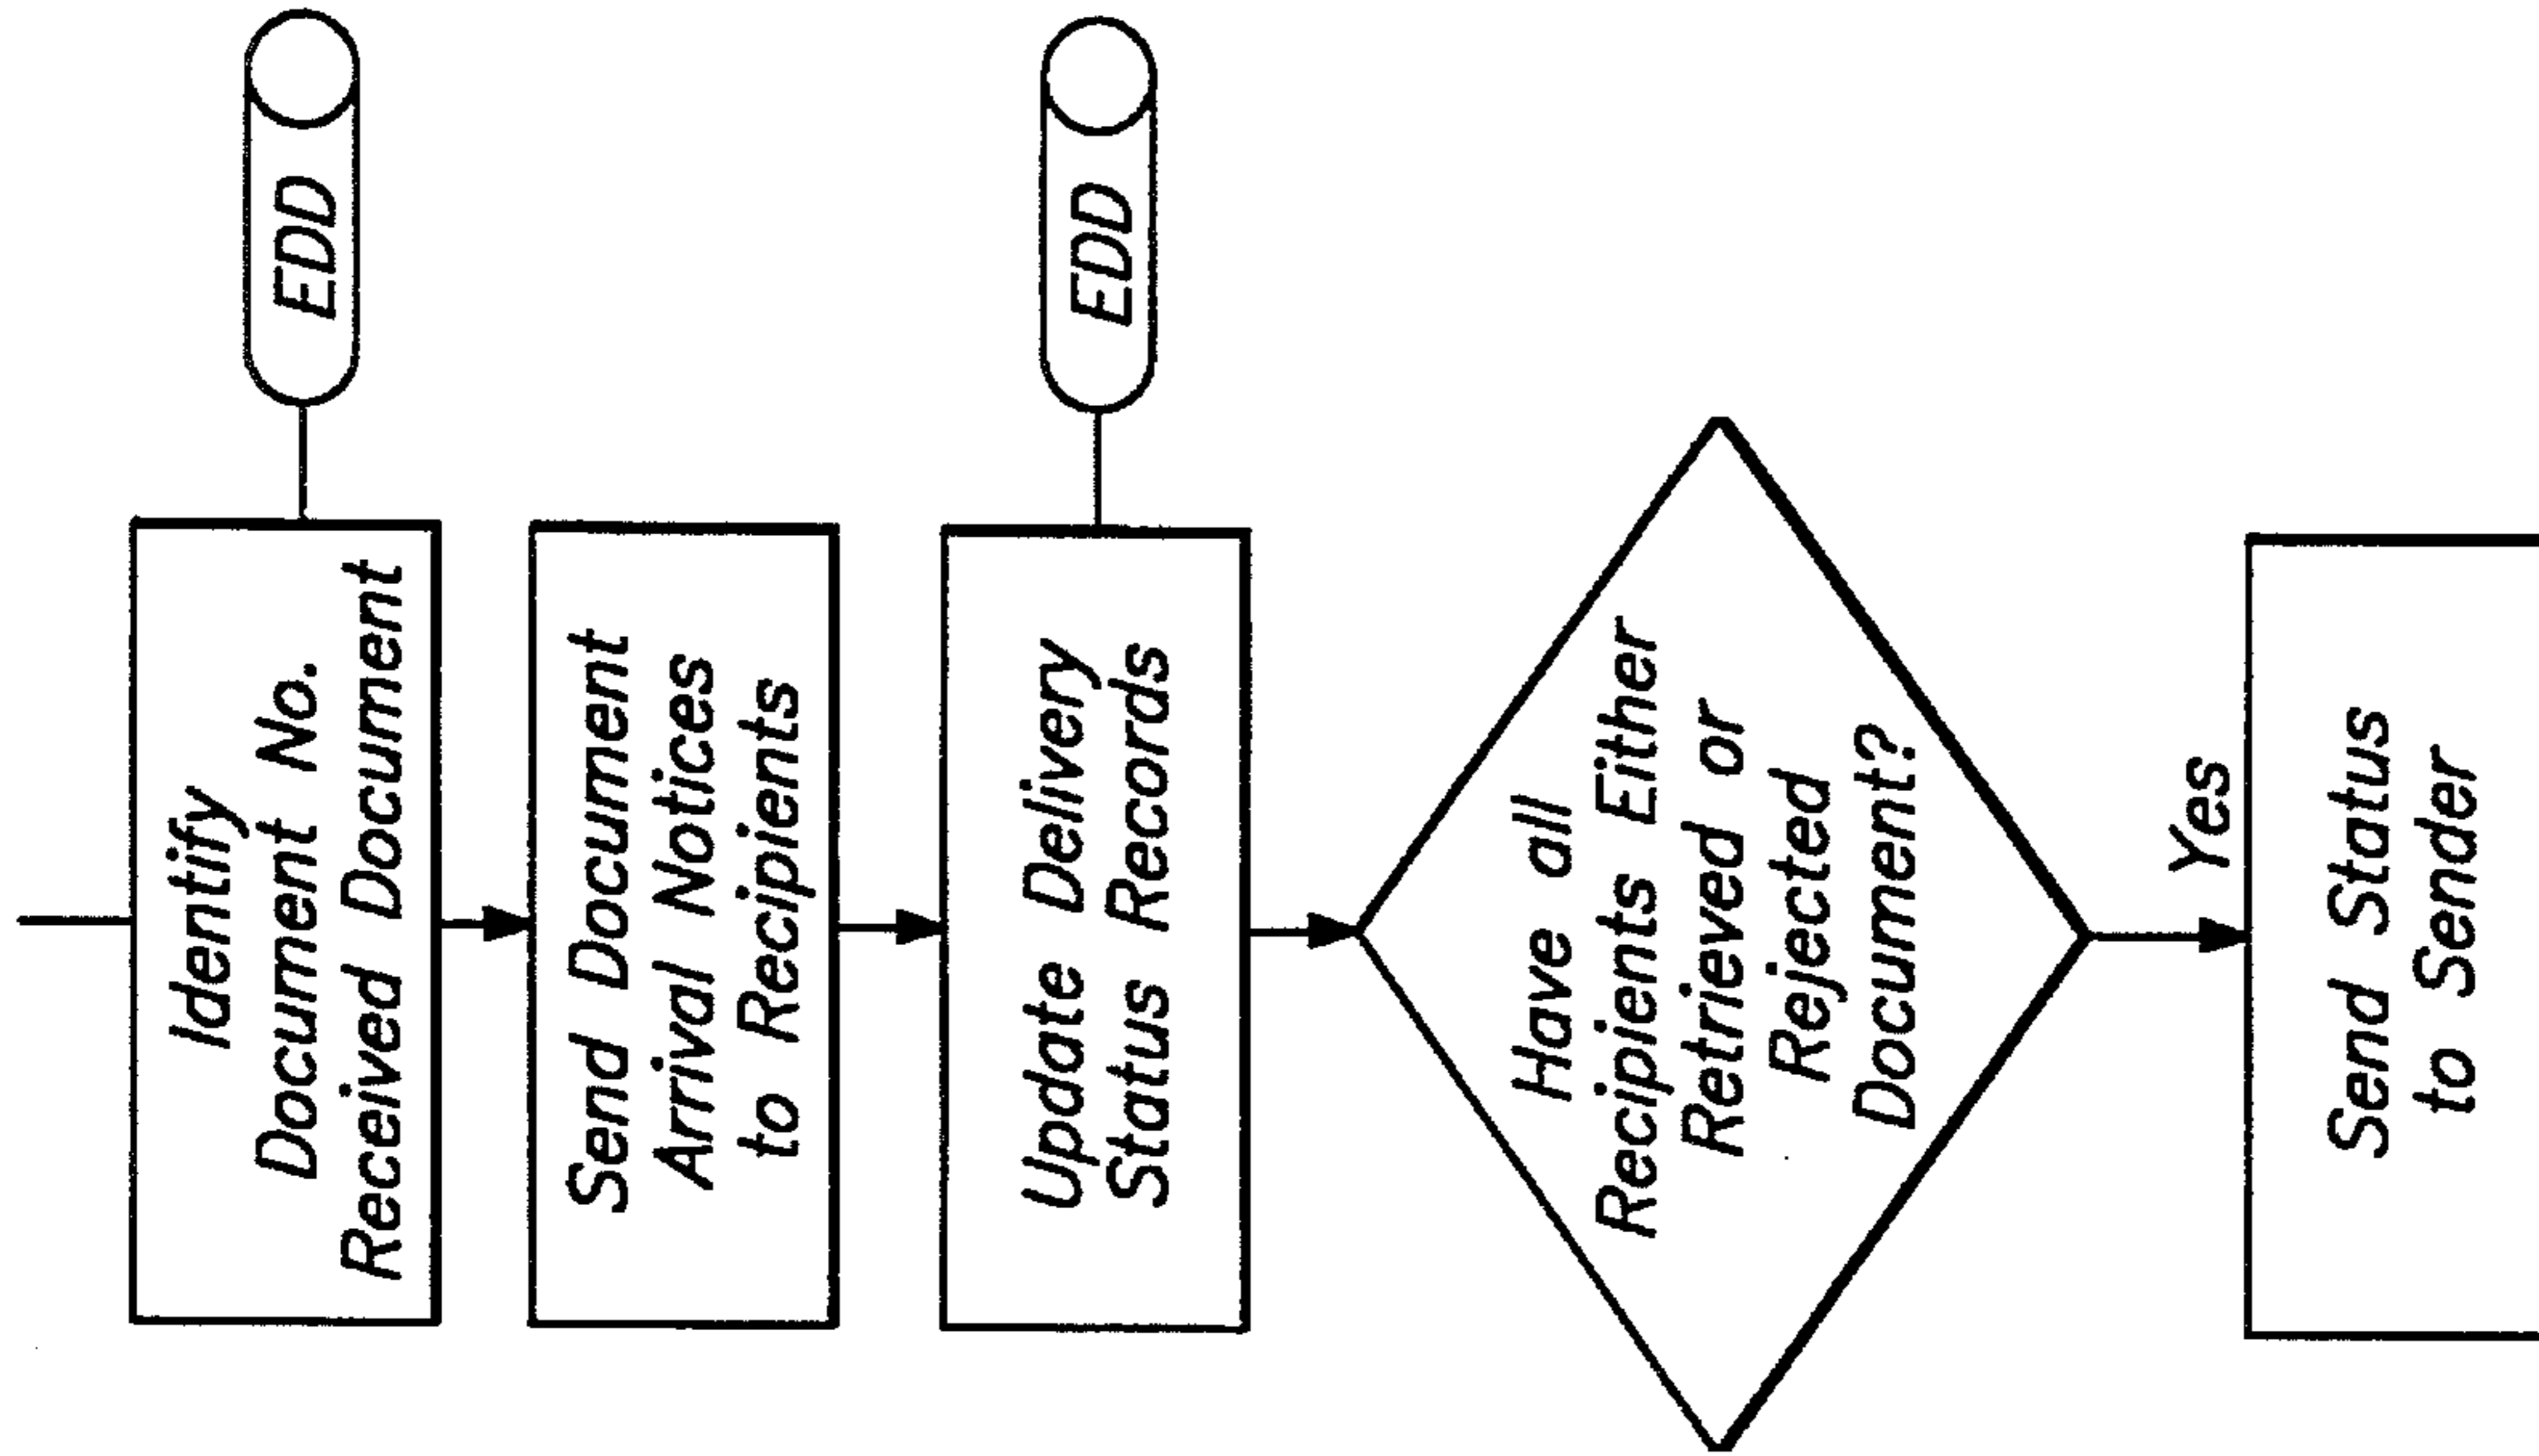 Identify
Document No.
Received Document
EDD
Send Document
Arrival Notices
to Recipients
Update Delivery
Status Records
EDD
Have all
Recipients Either
Retrieved or
Rejected
Document?
Yes
Send Status
to Sender